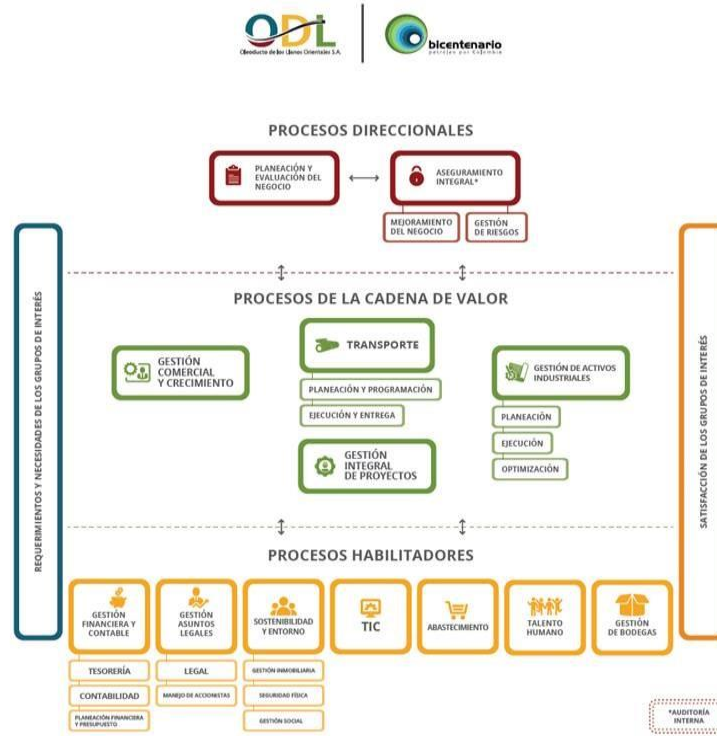 ODL
Oleoducto de los Llanos Orientales S.A.
bicentenario
petróleo por Colombia
PROCESOS DIRECCIONALES
PLANEACIÓN Y
EVALUACIÓN DEL
NEGOCIO
ASEGURAMIENTO
INTEGRAL*
MEJORAMIENTO
DEL NEGOCIO
GESTIÓN
DE RIESGOS
REQUERIMIENTOS Y NECESIDADES DE LOS GRUPOS DE INTERÉS
PROCESOS DE LA CADENA DE VALOR
GESTIÓN
COMERCIAL
Y CRECIMIENTO
TRANSPORTE
PLANEACIÓN Y PROGRAMACIÓN
EJECUCIÓN Y ENTREGA
GESTIÓN
INTEGRAL
DE PROYECTOS
GESTIÓN DE ACTIVOS
INDUSTRIALES
PLANEACIÓN
EJECUCIÓN
OPTIMIZACIÓN
SATISFACCIÓN DE LOS GRUPOS DE INTERÉS
PROCESOS HABILITADORES
GESTIÓN
FINANCIERA Y
CONTABLE
TESORERÍA
CONTABILIDAD
PLANEACIÓN FINANCIERA
Y PRESUPUESTO
GESTIÓN
ASUNTOS
LEGALES
LEGAL
MANEJO DE ACCIONISTAS
SOSTENIBILIDAD
Y ENTORNO
GESTIÓN INMOBILIARIA
SEGURIDAD FÍSICA
GESTIÓN SOCIAL
TIC
ABASTECIMIENTO
TALENTO
HUMANO
GESTIÓN
DE BODEGAS
*AUDITORÍA
INTERNA